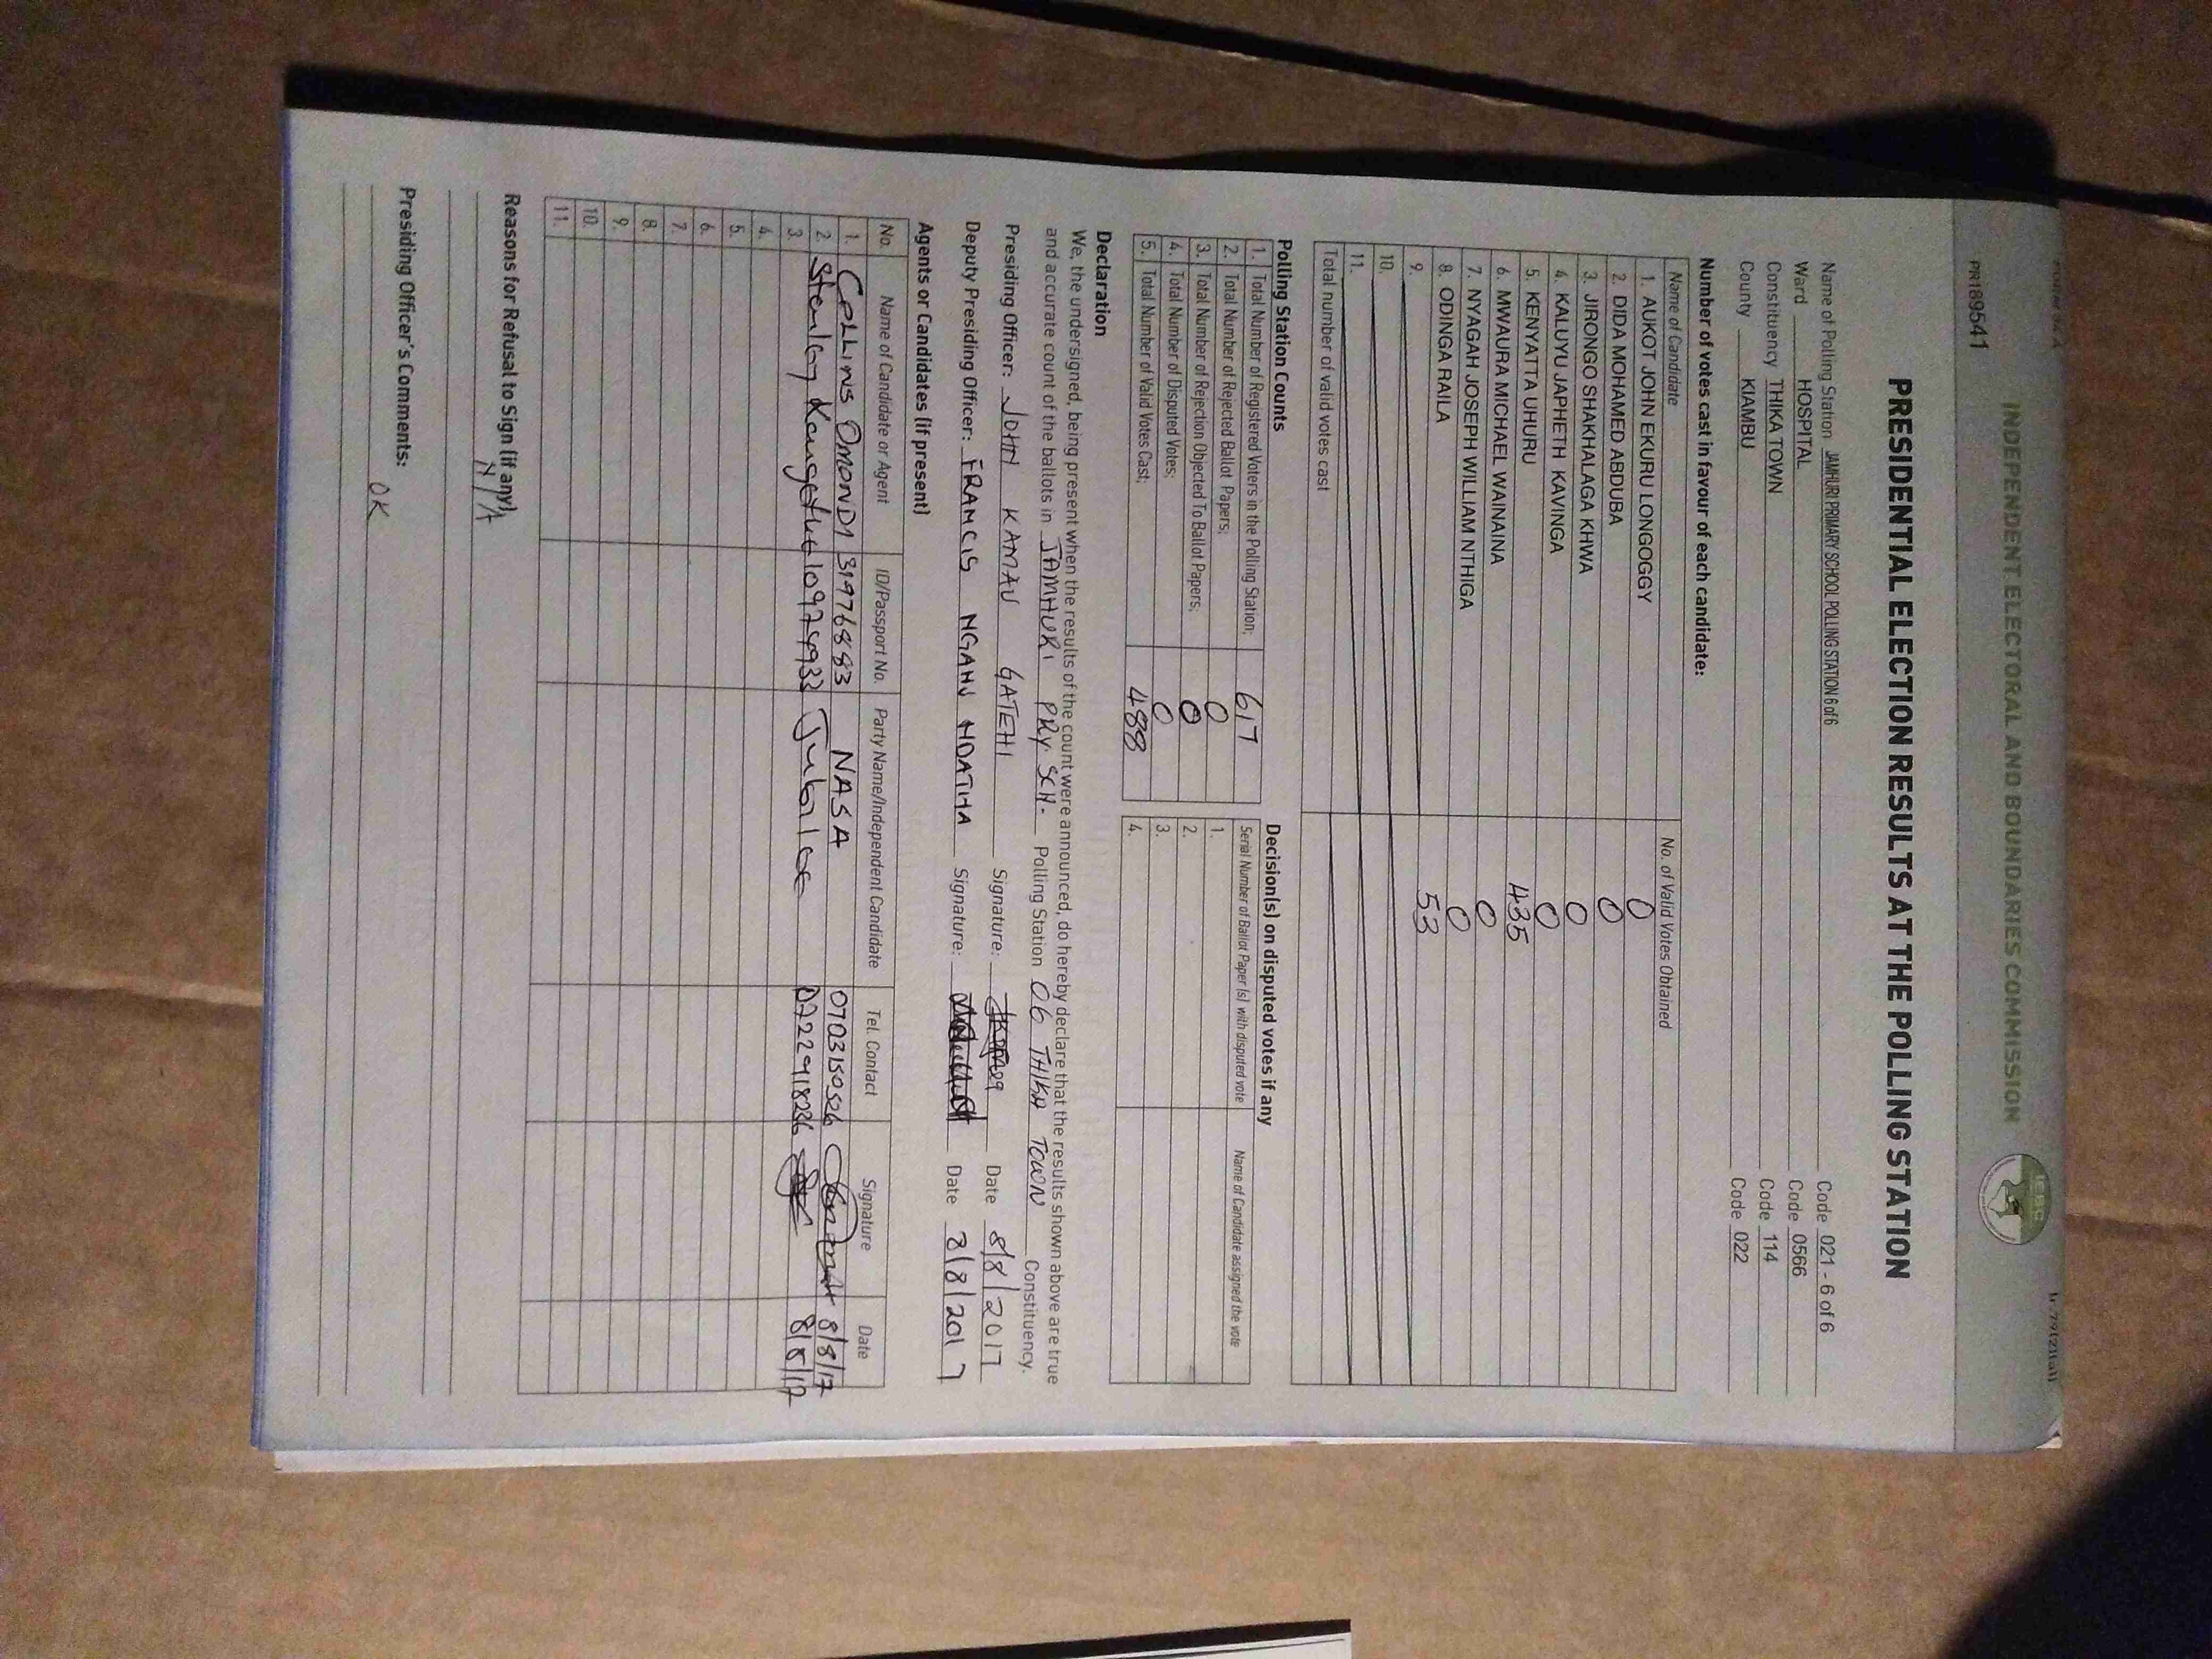 INDEPENDENT ELECTORAL AND BOUNDARIES COMMISSION
PR189541
PRESIDENTIAL ELECTION RESULTS AT THE POLLING STATION
Name of Polling Station JAMHURI PRIMARY SCHOOL POLLING STATION 6 of 6 Code 021 - 6 of 6
Ward HOSPITAL Code 0566
Constituency THIKA TOWN Code 114
County KIAMBU Code 022
Number of votes cast in favour of each candidate:
Name of Candidate No. of Valid Votes Obtained
1. AUKOT JOHN EKURU LONGOGGY 0
2. DIDA MOHAMED ABDUBA 0
3. JIRONGO SHAKHALAGA KHWA 0
4. KALUYU JAPHETH KAVINGA 0
5. KENYATTA UHURU 435
6. MWAURA MICHAEL WAINAINA 0
7. NYAGAH JOSEPH WILLIAM NTHIGA 0
8. ODINGA RAILA 53
9.
10.
11.
Total number of valid votes cast
Polling Station Counts
1. Total Number of Registered Voters in the Polling Station; 617
2. Total Number of Rejected Ballot Papers; 0
3. Total Number of Rejection Objected To Ballot Papers; 0
4. Total Number of Disputed Votes; 0
5. Total Number of Valid Votes Cast; 488
Decision(s) on disputed votes if any
Serial Number of Ballot Paper (s) with disputed vote Name of Candidate assigned the vote
1.
2.
3.
4.
Declaration
We, the undersigned, being present when the results of the count were announced, do hereby declare that the results shown above are true
and accurate count of the ballots in JAMHURI PRY SCH. Polling Station 06 THIKA TOWN Constituency.
Presiding Officer: JOHN KAMAU GATEHI Signature: Date 8/8/2017
Deputy Presiding Officer: FRANCIS NGANU NDATHA Signature: Date 8/8/2017
Agents or Candidates (if present)
No. Name of Candidate or Agent ID/Passport No. Party Name/Independent Candidate Tel. Contact Signature Date
1. COLLINS OMONDI 31976883 NASA 0703150526 8/8/17
2. Stanley Jubilee 0722918286 8/8/17
3.
4.
5.
6.
7.
8.
9.
10.
11.
Reasons for Refusal to Sign (if any)
N/A
Presiding Officer's Comments:
OK